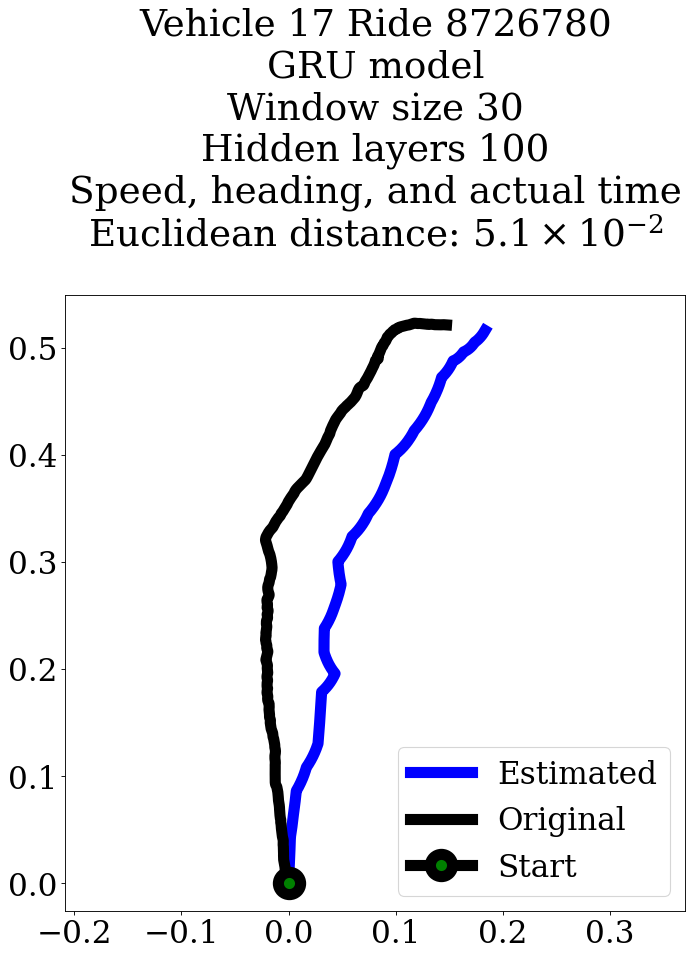 Vehicle 17 Ride 8726780
GRU model
Window size 30
Hidden layers 100
Speed, heading, and actual time
Euclidean distance: 5.1 × 10⁻²
0.5
0.4
0.3
0.2
0.1
0.0
Estimated
Original
Start
−0.2 −0.1 0.0 0.1 0.2 0.3